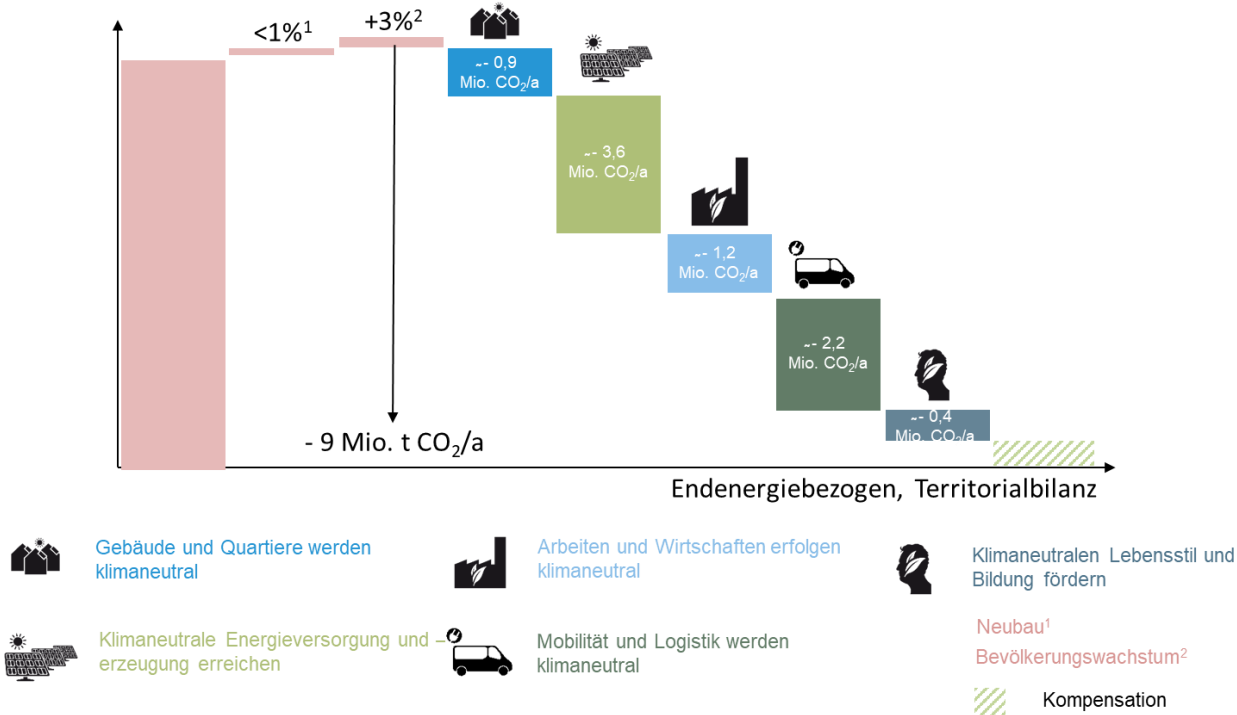 <1%¹
+3%²
~- 0,9
Mio. CO₂/a
~- 3,6
Mio. CO₂/a
~- 1,2
Mio. CO₂/a
~- 2,2
Mio. CO₂/a
~- 0,4
Mio. CO₂/a
- 9 Mio. t CO₂/a
Endenergiebezogen, Territorialbilanz
Gebäude und Quartiere werden
klimaneutral
Arbeiten und Wirtschaften erfolgen
klimaneutral
Klimaneutralen Lebensstil und
Bildung fördern
Klimaneutrale Energieversorgung und –
erzeugung erreichen
Mobilität und Logistik werden
klimaneutral
Neubau¹
Bevölkerungswachstum²
Kompensation